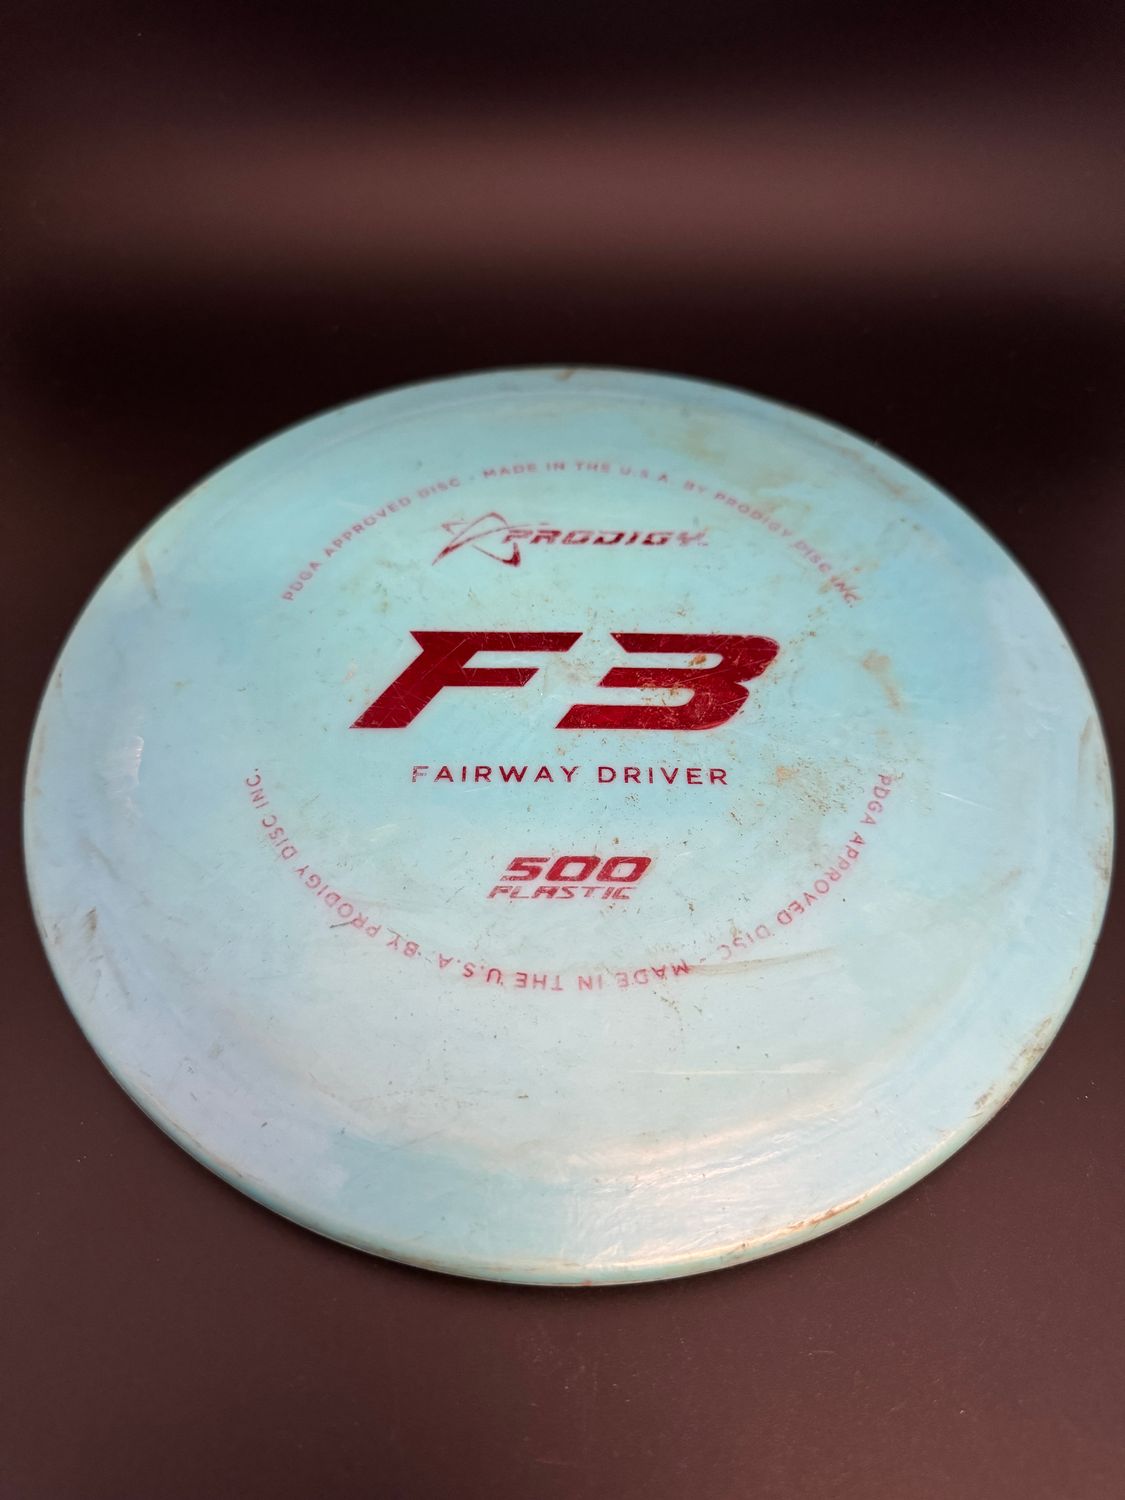 PDGA APPROVED DISC - MADE IN THE U.S.A. BY PRODIGY DISC INC.
PRODIGY
F3
FAIRWAY DRIVER
500
PLASTIC
PDGA APPROVED DISC - MADE IN THE U.S.A. BY PRODIGY DISC INC.